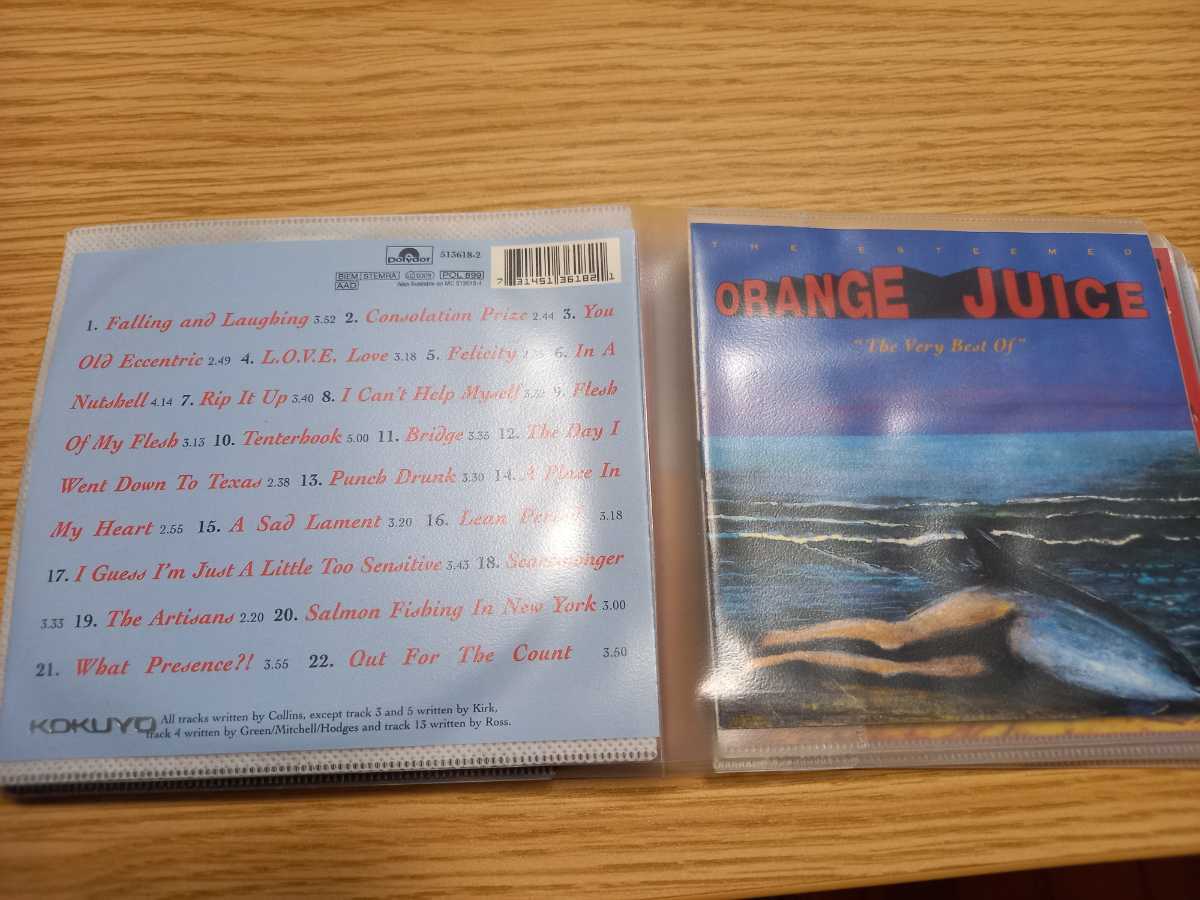 Polydor 513618-2
BIEM STEMRA POL 899
AAD Also Available on MC 513618-4
7 31451 36182 1
1. Falling and Laughing 3.52 2. Consolation Prize 2.44 3. You
Old Eccentric 2.49 4. L.O.V.E. Love 3.18 5. Felicity 6. In A
Nutshell 4.14 7. Rip It Up 3.40 8. I Can't Help Myself 9. Flesh
Of My Flesh 3.13 10. Tenterhook 5.00 11. Bridge 3.35 12. The Day I
Went Down To Texas 2.38 13. Punch Drunk 3.30 14. A Place In
My Heart 2.55 15. A Sad Lament 3.20 16. Lean 3.18
17. I Guess I'm Just A Little Too Sensitive 3.43 18. Scaremonger
3.33 19. The Artisans 2.20 20. Salmon Fishing In New York 3.00
21. What Presence?! 3.55 22. Out For The Count 3.50
All tracks written by Collins, except track 3 and 5 written by Kirk,
track 4 written by Green/Mitchell/Hodges and track 13 written by Ross.
KOKUYO
THE ESTEEMED
ORANGE JUICE
"The Very Best Of"